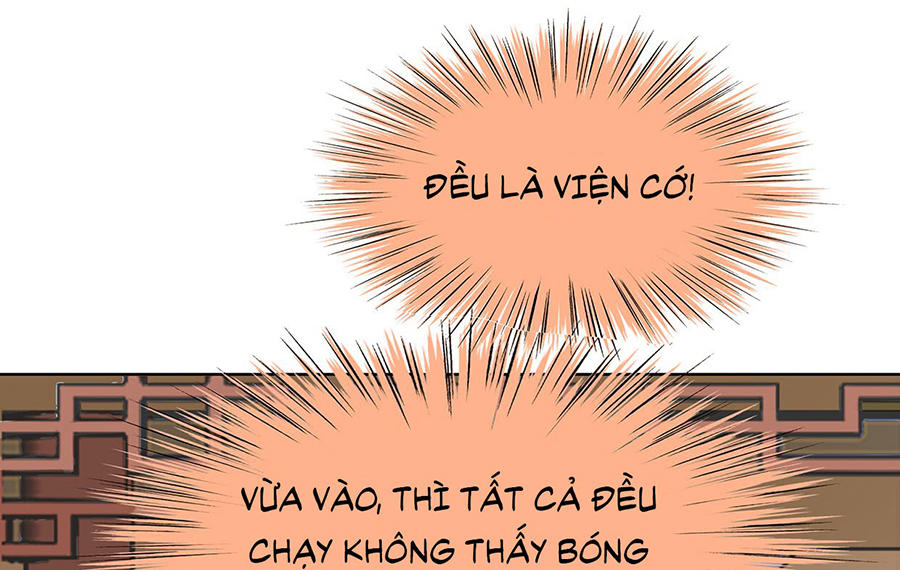 ĐỀU LÀ VIỆN CỚ!
VỪA VÀO, THÌ TẤT CẢ ĐỀU
CHẠY KHÔNG THẤY BÓNG